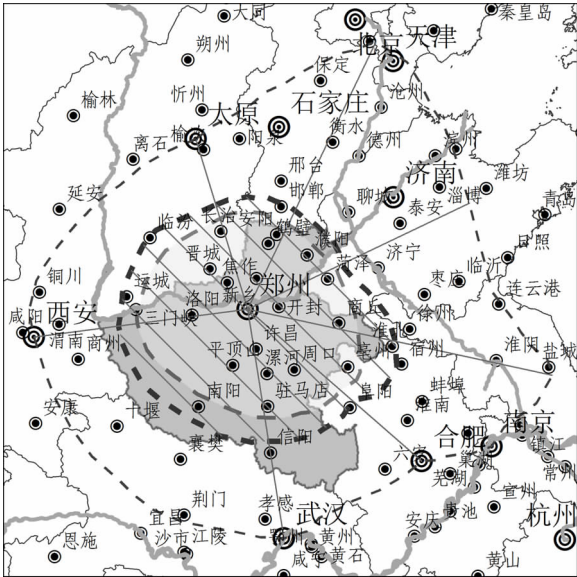 大同
秦皇岛
北京
天津
朔州
保定
榆林
忻州
沧州
石家庄
太原
衡水
滨州
离石
阳泉
德州
邢台
济南
延安
邯郸
聊城
淄博
潍坊
临汾
长治
安阳
鹤壁
泰安
青岛
日照
濮阳
晋城
焦作
菏泽
济宁
临沂
铜川
运城
郑州
枣庄
连云港
咸阳
西安
洛阳
新乡
开封
商丘
徐州
三门峡
淮北
渭南
商州
许昌
宿州
淮阴
平顶山
漯河
周口
亳州
盐城
南阳
驻马店
阜阳
蚌埠
安康
十堰
淮南
襄樊
信阳
合肥
南京
六安
巢湖
镇江
芜湖
常州
荆门
孝感
宣州
宜昌
武汉
贵池
杭州
恩施
沙市
江陵
鄂州
黄州
安庆
咸宁
黄石
黄山